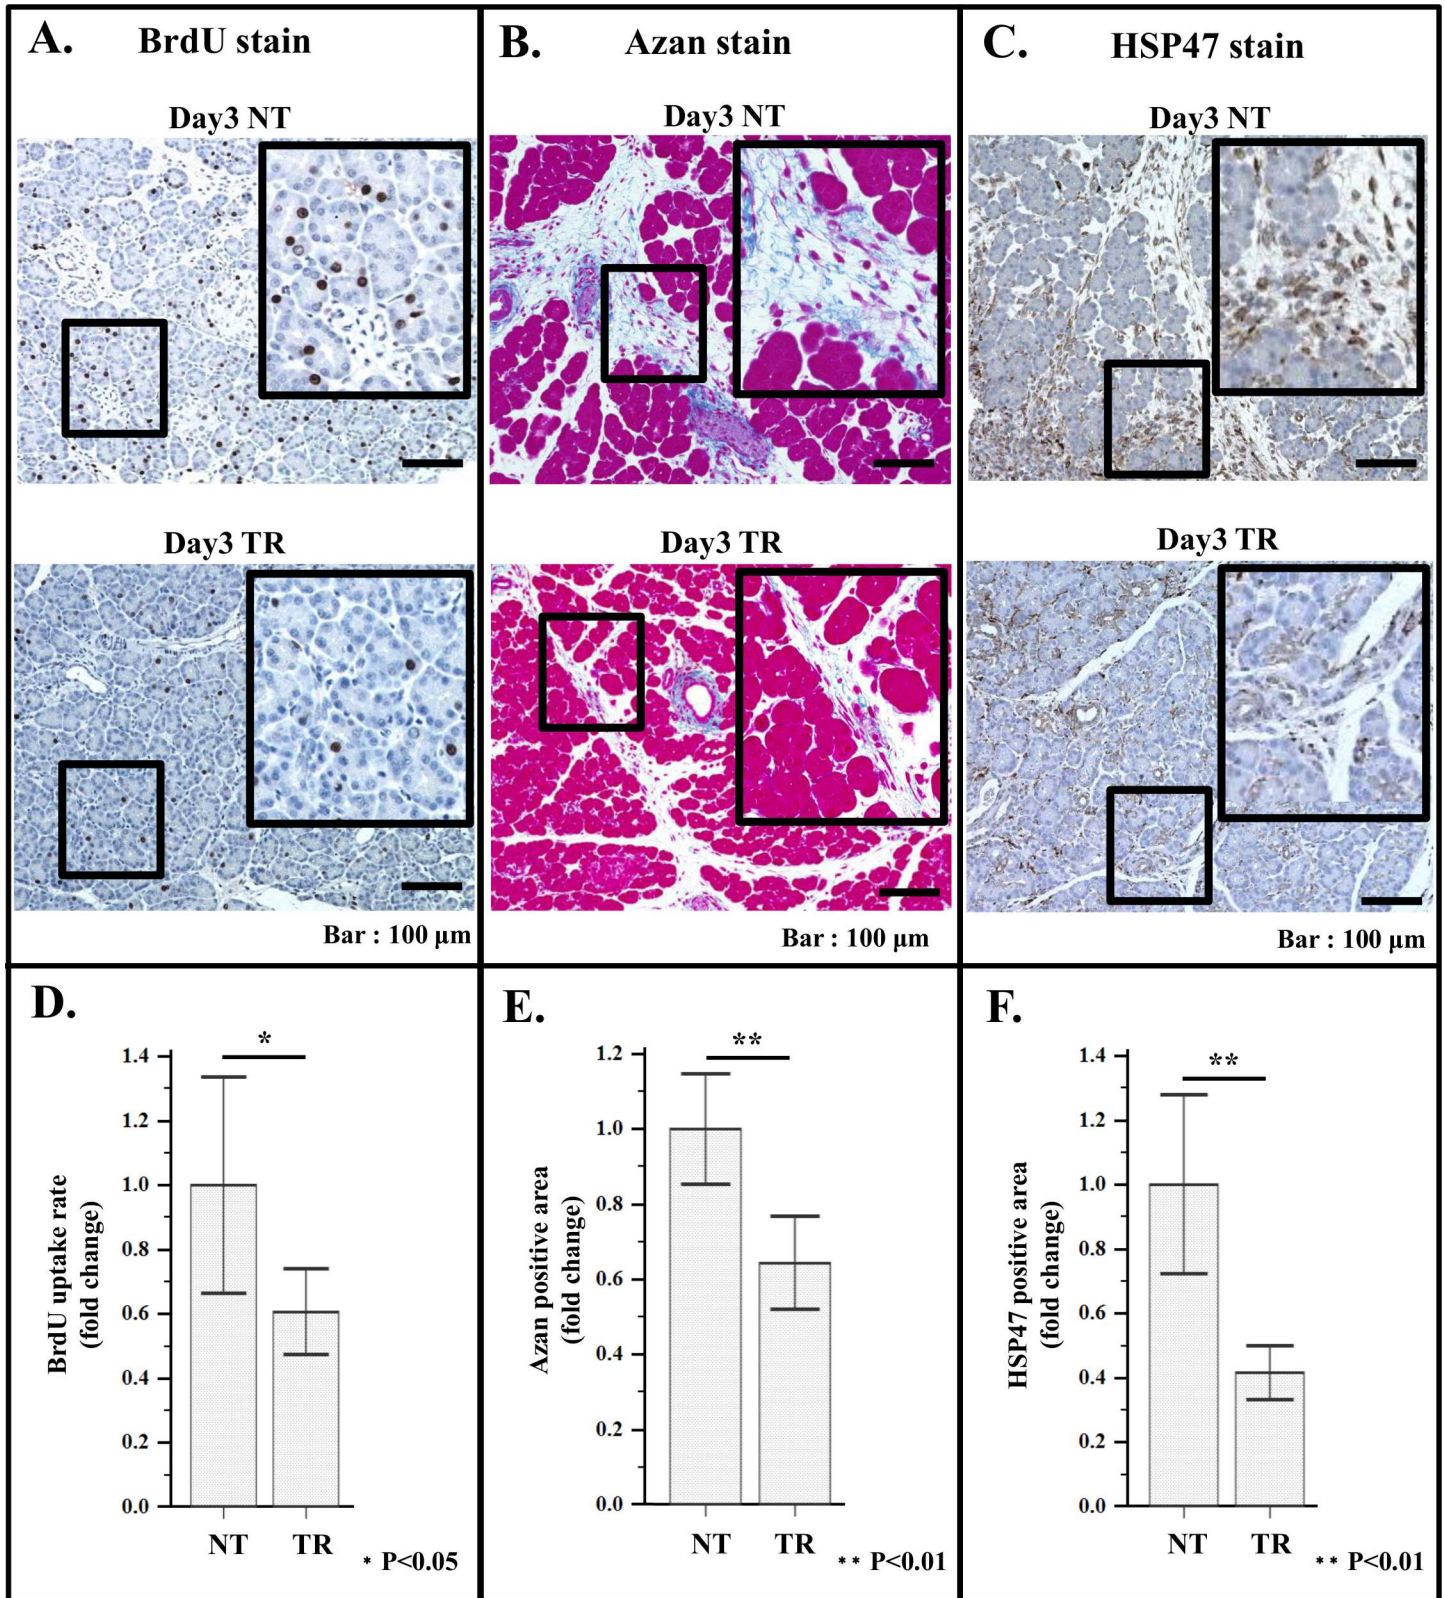 A. BrdU stain
Day3 NT
Day3 TR
Bar : 100 μm
B. Azan stain
Day3 NT
Day3 TR
Bar : 100 μm
C. HSP47 stain
Day3 NT
Day3 TR
Bar : 100 μm
D.
*
1.4
1.2
1.0
0.8
0.6
0.4
0.2
0.0
BrdU uptake rate
(fold change)
NT TR
* P<0.05
E.
**
1.2
1.0
0.8
0.6
0.4
0.2
0.0
Azan positive area
(fold change)
NT TR
** P<0.01
F.
**
1.4
1.2
1.0
0.8
0.6
0.4
0.2
0.0
HSP47 positive area
(fold change)
NT TR
** P<0.01